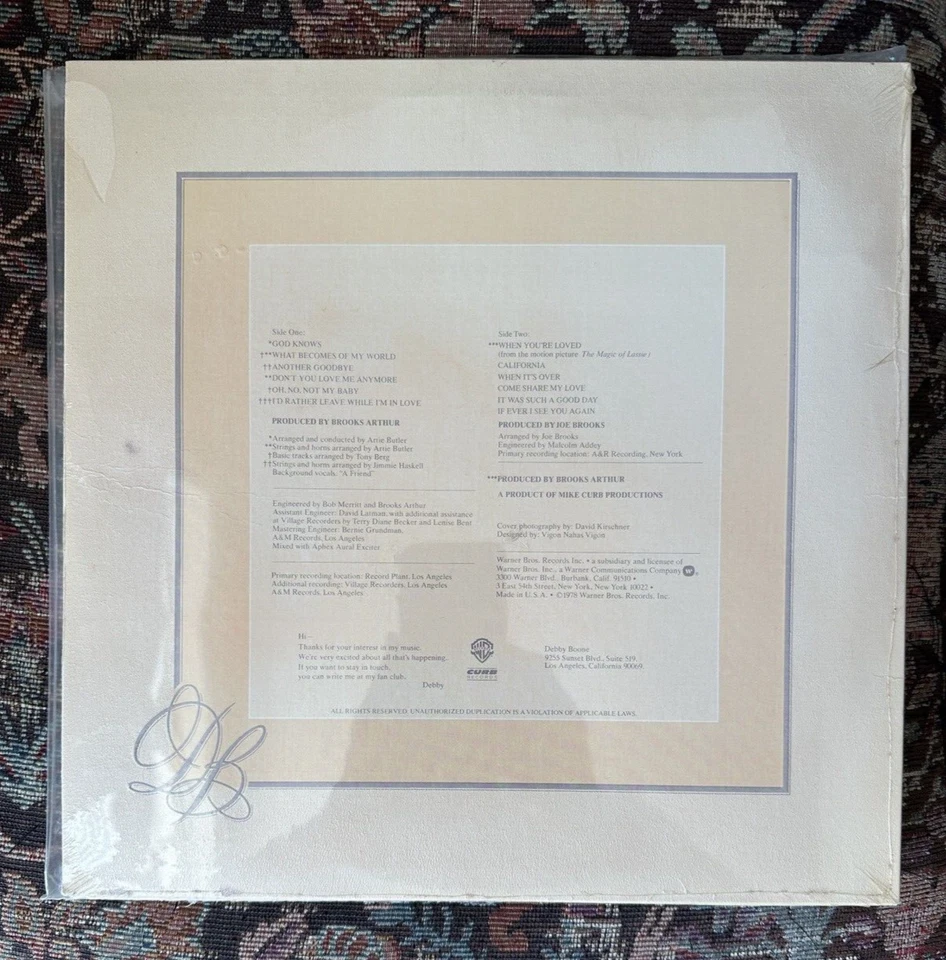 Side One:
*GOD KNOWS
†**WHAT BECOMES OF MY WORLD
††ANOTHER GOODBYE
**DON'T YOU LOVE ME ANYMORE
†OH, NO, NOT MY BABY
†††I'D RATHER LEAVE WHILE I'M IN LOVE
PRODUCED BY BROOKS ARTHUR
*Arranged and conducted by Artie Butler
**Strings and horns arranged by Artie Butler
†Basic tracks arranged by Tony Berg
††Strings and horns arranged by Jimmie Haskell
Background vocals, "A Friend"
Engineered by Bob Merritt and Brooks Arthur
Assistant Engineer: David Latman, with additional assistance
at Village Recorders by Terry Diane Becker and Lenise Bent
Mastering Engineer: Bernie Grundman,
A&M Records, Los Angeles
Mixed with Aphex Aural Exciter
Primary recording location: Record Plant, Los Angeles
Additional recording: Village Recorders, Los Angeles
A&M Records, Los Angeles
Side Two:
***WHEN YOU'RE LOVED
(from the motion picture The Magic of Lassie)
CALIFORNIA
WHEN IT'S OVER
COME SHARE MY LOVE
IT WAS SUCH A GOOD DAY
IF EVER I SEE YOU AGAIN
PRODUCED BY JOE BROOKS
Arranged by Joe Brooks
Engineered by Malcolm Addey
Primary recording location: A&R Recording, New York
***PRODUCED BY BROOKS ARTHUR
A PRODUCT OF MIKE CURB PRODUCTIONS
Cover photography by: David Kirschner
Designed by: Vigon Nahas Vigon
Warner Bros. Records Inc. • a subsidiary and licensee of
Warner Bros. Inc., a Warner Communications Company W
3300 Warner Blvd., Burbank, Calif. 91510 •
3 East 54th Street, New York, New York 10022 •
Made in U.S.A. • ©1978 Warner Bros. Records, Inc.
Hi—
Thanks for your interest in my music.
We're very excited about all that's happening.
If you want to stay in touch,
you can write me at my fan club.
Debby
WB
CURB
RECORDS
Debby Boone
9255 Sunset Blvd., Suite 519
Los Angeles, California 90069
ALL RIGHTS RESERVED. UNAUTHORIZED DUPLICATION IS A VIOLATION OF APPLICABLE LAWS.
DB